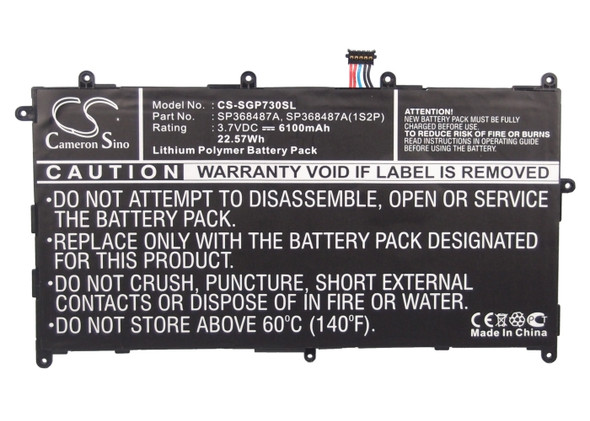 CS
Cameron Sino
Model No. : CS-SGP730SL
Part No. : SP368487A, SP368487A(1S2P)
Rating : 3.7VDC ⎓ 6100mAh
22.57Wh
Lithium Polymer Battery Pack
ATTENTION!
NEW BATTERY MUST BE FULLY
CHARGED BEFORE USE.
TO REDUCE RISK OF FIRE OR BURNS
READ INSTRUCTIONS IN OPERATING
GUIDE BEFORE USING.
CAUTION WARRANTY VOID IF LABEL IS REMOVED
•DO NOT ATTEMPT TO DISASSEMBLE, OPEN OR SERVICE
THE BATTERY PACK.
•REPLACE ONLY WITH THE BATTERY PACK DESIGNATED
FOR THIS EQUIPMENT.
•DO NOT CRUSH, PUNCTURE, SHORT EXTERNAL
CONTACTS OR DISPOSE OF IN FIRE OR WATER.
•DO NOT STORE ABOVE 60°C (140°F)
CE
Made In China